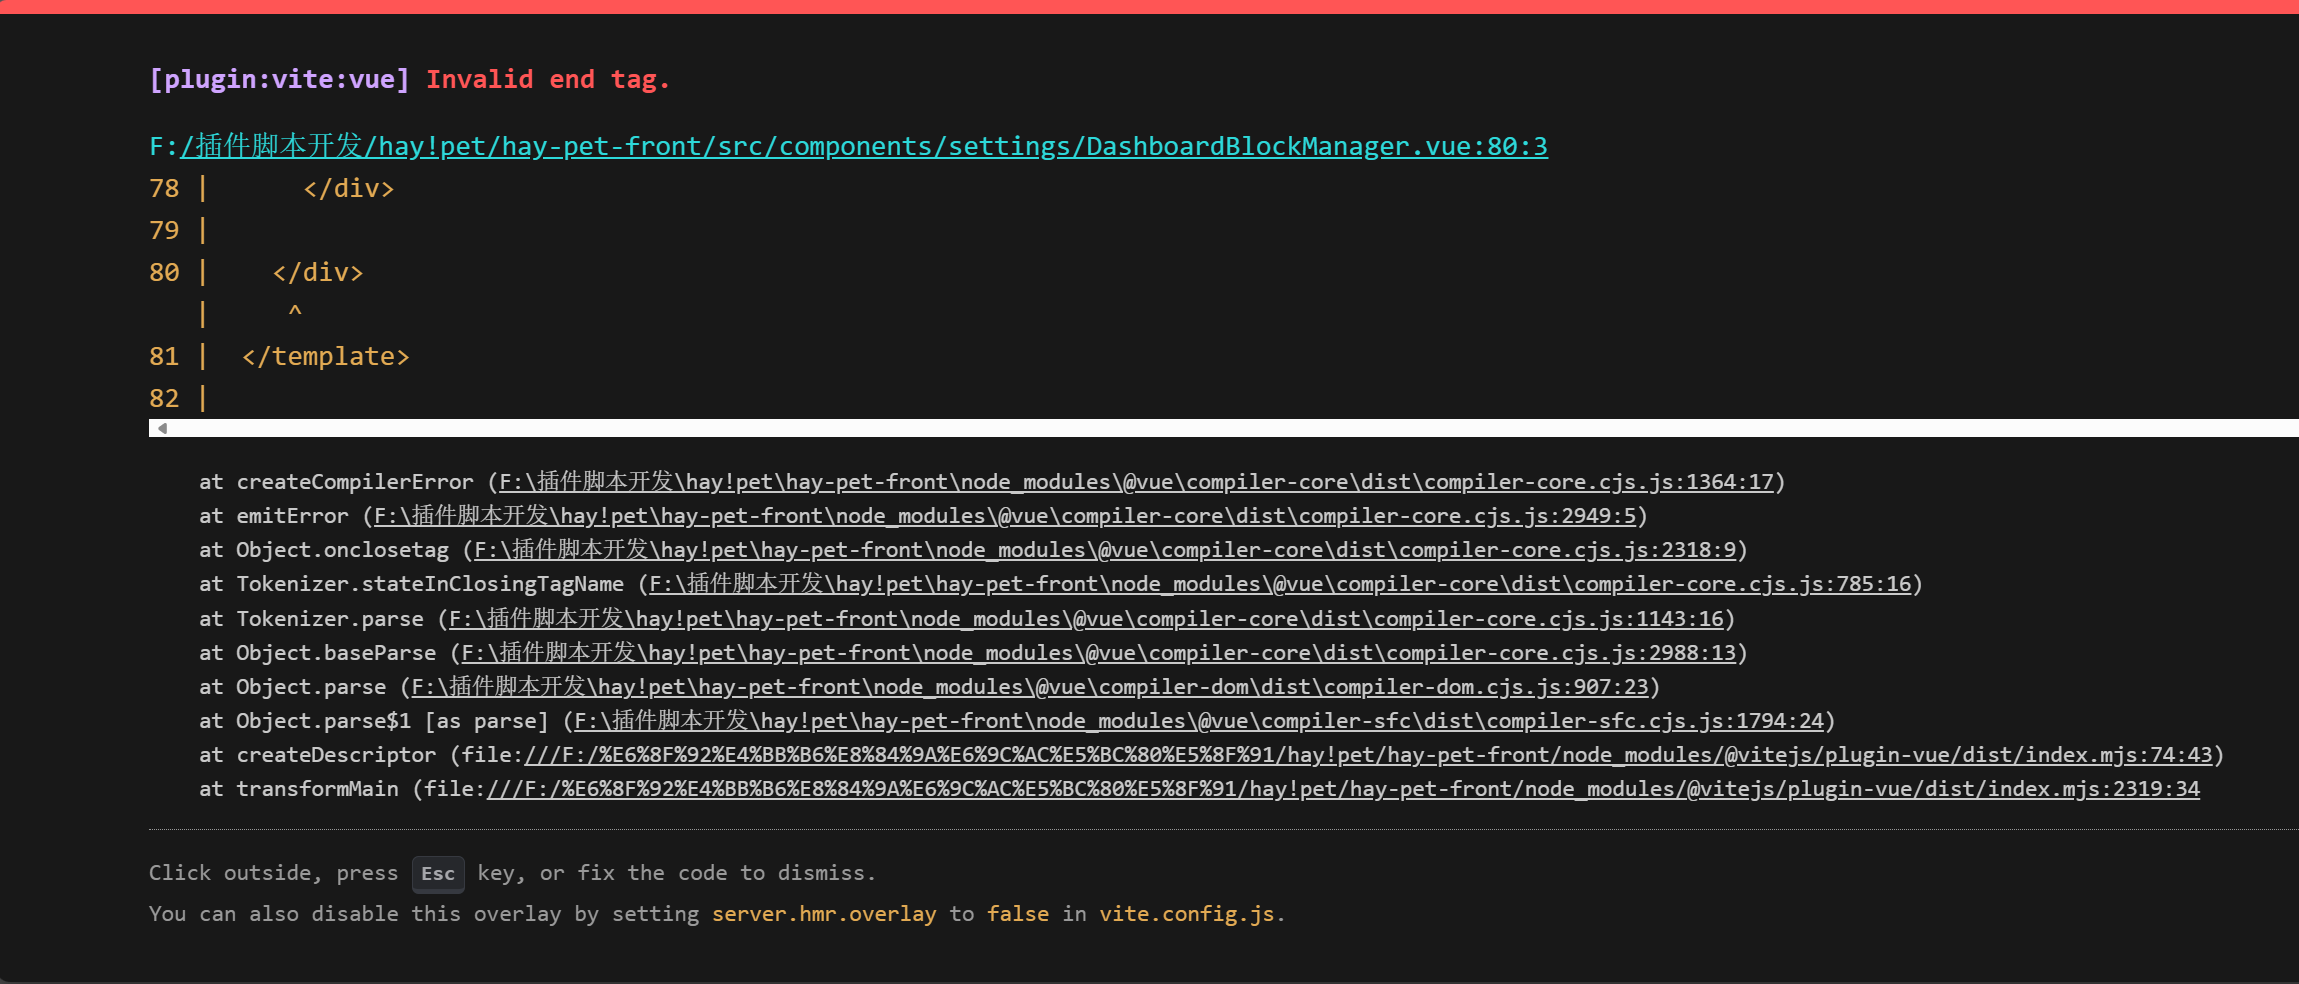 [plugin:vite:vue] Invalid end tag.
F:/插件脚本开发/hay!pet/hay-pet-front/src/components/settings/DashboardBlockManager.vue:80:3
78 |      </div>
79 |
80 |    </div>
   |     ^
81 |  </template>
82 |
at createCompilerError (F:\插件脚本开发\hay!pet\hay-pet-front\node_modules\@vue\compiler-core\dist\compiler-core.cjs.js:1364:17)
at emitError (F:\插件脚本开发\hay!pet\hay-pet-front\node_modules\@vue\compiler-core\dist\compiler-core.cjs.js:2949:5)
at Object.onclosetag (F:\插件脚本开发\hay!pet\hay-pet-front\node_modules\@vue\compiler-core\dist\compiler-core.cjs.js:2318:9)
at Tokenizer.stateInClosingTagName (F:\插件脚本开发\hay!pet\hay-pet-front\node_modules\@vue\compiler-core\dist\compiler-core.cjs.js:785:16)
at Tokenizer.parse (F:\插件脚本开发\hay!pet\hay-pet-front\node_modules\@vue\compiler-core\dist\compiler-core.cjs.js:1143:16)
at Object.baseParse (F:\插件脚本开发\hay!pet\hay-pet-front\node_modules\@vue\compiler-core\dist\compiler-core.cjs.js:2988:13)
at Object.parse (F:\插件脚本开发\hay!pet\hay-pet-front\node_modules\@vue\compiler-dom\dist\compiler-dom.cjs.js:907:23)
at Object.parse$1 [as parse] (F:\插件脚本开发\hay!pet\hay-pet-front\node_modules\@vue\compiler-sfc\dist\compiler-sfc.cjs.js:1794:24)
at createDescriptor (file:///F:/%E6%8F%92%E4%BB%B6%E8%84%9A%E6%9C%AC%E5%BC%80%E5%8F%91/hay!pet/hay-pet-front/node_modules/@vitejs/plugin-vue/dist/index.mjs:74:43)
at transformMain (file:///F:/%E6%8F%92%E4%BB%B6%E8%84%9A%E6%9C%AC%E5%BC%80%E5%8F%91/hay!pet/hay-pet-front/node_modules/@vitejs/plugin-vue/dist/index.mjs:2319:34
Click outside, press Esc key, or fix the code to dismiss.
You can also disable this overlay by setting server.hmr.overlay to false in vite.config.js.